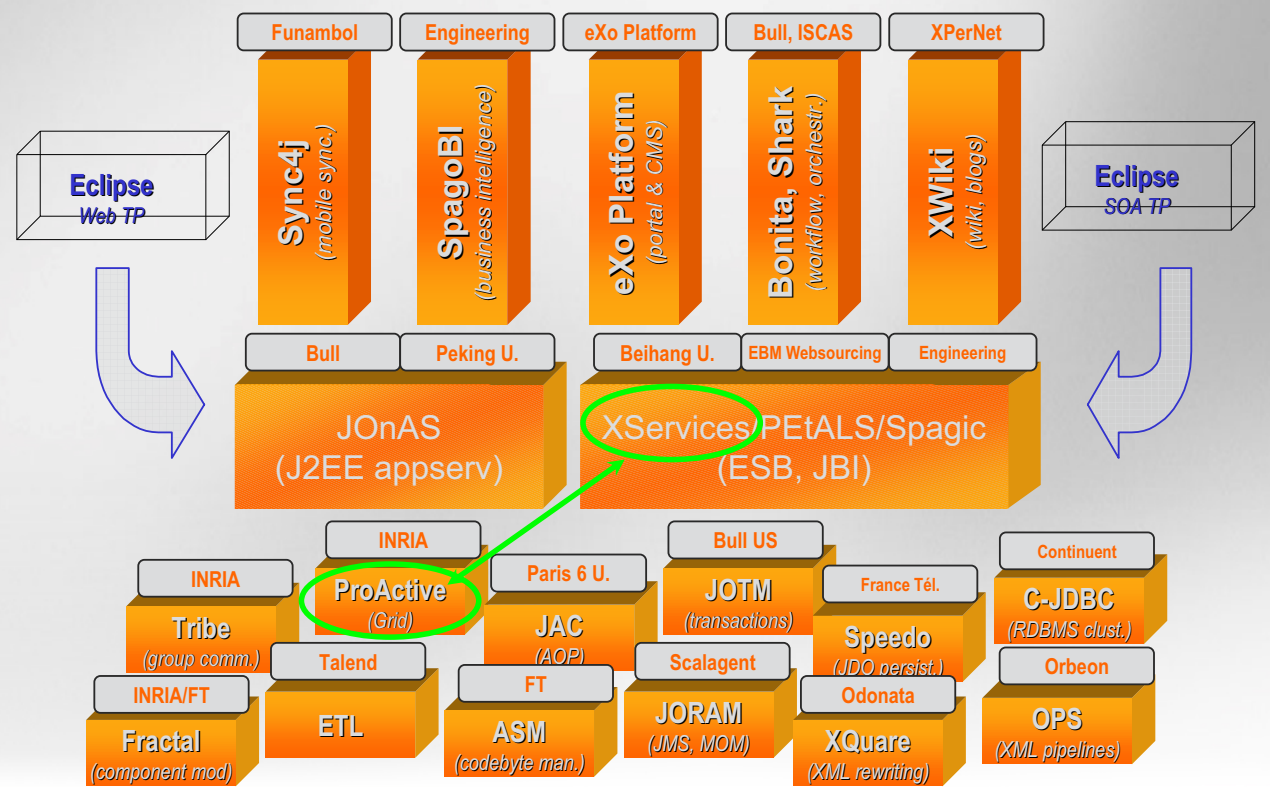 Funambol
Engineering
eXo Platform
Bull, ISCAS
XPerNet
Sync4j
(mobile sync.)
SpagoBI
(business intelligence)
eXo Platform
(portal & CMS)
Bonita, Shark
(workflow, orchestr.)
XWiki
(wiki, blogs)
Eclipse
Web TP
Eclipse
SOA TP
Bull
Peking U.
Beihang U.
EBM Websourcing
Engineering
JOnAS
(J2EE appserv)
XServices/PEtALS/Spagic
(ESB, JBI)
INRIA
Tribe
(group comm.)
INRIA
ProActive
(Grid)
Paris 6 U.
JAC
(AOP)
Bull US
JOTM
(transactions)
France Tél.
Speedo
(JDO persist.)
Continuent
C-JDBC
(RDBMS clust.)
INRIA/FT
Fractal
(component mod)
Talend
ETL
FT
ASM
(codebyte man.)
Scalagent
JORAM
(JMS, MOM)
Odonata
XQuare
(XML rewriting)
Orbeon
OPS
(XML pipelines)